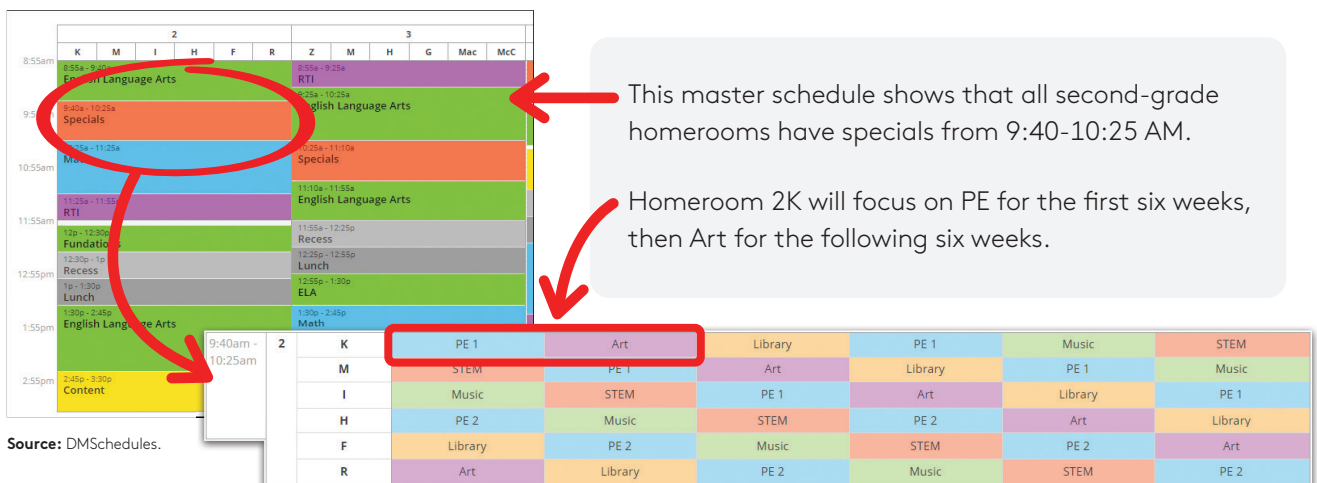 2 3
K M I H F R Z M H G Mac McC
8:55am
8:55a - 9:40a
English Language Arts
9:40a - 10:25a
Specials
10:25a - 11:25a
11:25a - 11:55a
RTI
12p - 12:30p
Fundations
12:30p - 1p
Recess
1p - 1:30p
Lunch
1:30p - 2:45p
English Language Arts
2:45p - 3:30p
Content
8:55a - 9:25a
RTI
9:25a - 10:25a
English Language Arts
10:25a - 11:10a
Specials
11:10a - 11:55a
English Language Arts
11:55a - 12:25p
Recess
12:25p - 12:55p
Lunch
12:55p - 1:30p
ELA
1:30p - 2:45p
Math
10:55am
11:55am
12:55pm
1:55pm
2:55pm
This master schedule shows that all second-grade
homerooms have specials from 9:40-10:25 AM.
Homeroom 2K will focus on PE for the first six weeks,
then Art for the following six weeks.
9:40am - 2 K PE 1 Art Library PE 1 Music STEM
10:25am
M STEM PE 1 Art Library PE 1 Music
I Music STEM PE 1 Art Library PE 1
H PE 2 Music STEM PE 2 Art Library
F Library PE 2 Music STEM PE 2 Art
R Art Library PE 2 Music STEM PE 2
Source: DMSchedules.